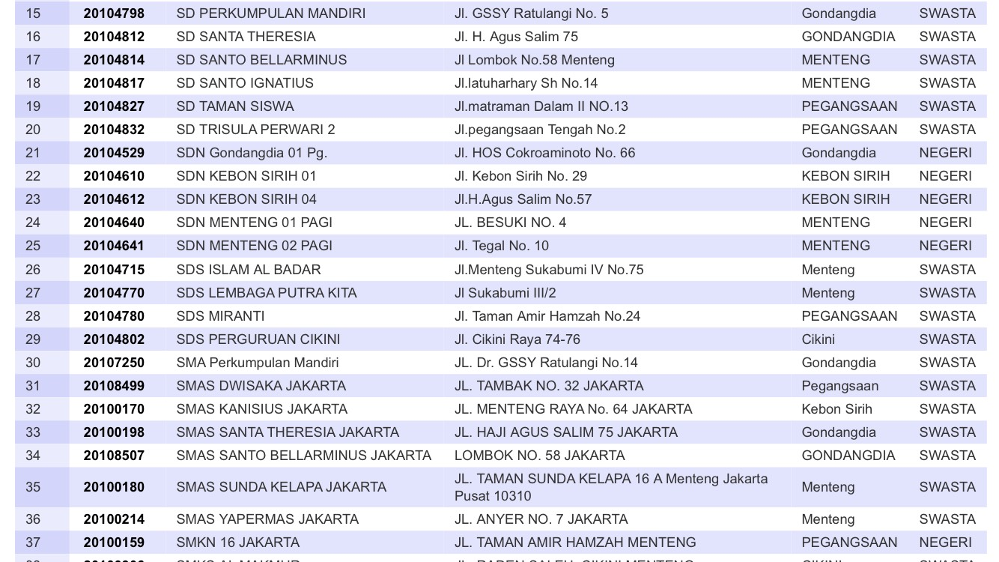 15 20104798 SD PERKUMPULAN MANDIRI Jl. GSSY Ratulangi No. 5 Gondangdia SWASTA
16 20104812 SD SANTA THERESIA Jl. H. Agus Salim 75 GONDANGDIA SWASTA
17 20104814 SD SANTO BELLARMINUS Jl Lombok No.58 Menteng MENTENG SWASTA
18 20104817 SD SANTO IGNATIUS Jl.latuharhary Sh No.14 MENTENG SWASTA
19 20104827 SD TAMAN SISWA Jl.matraman Dalam II NO.13 PEGANGSAAN SWASTA
20 20104832 SD TRISULA PERWARI 2 Jl.pegangsaan Tengah No.2 PEGANGSAAN SWASTA
21 20104529 SDN Gondangdia 01 Pg. Jl. HOS Cokroaminoto No. 66 Gondangdia NEGERI
22 20104610 SDN KEBON SIRIH 01 Jl. Kebon Sirih No. 29 KEBON SIRIH NEGERI
23 20104612 SDN KEBON SIRIH 04 Jl.H.Agus Salim No.57 KEBON SIRIH NEGERI
24 20104640 SDN MENTENG 01 PAGI JL. BESUKI NO. 4 MENTENG NEGERI
25 20104641 SDN MENTENG 02 PAGI Jl. Tegal No. 10 MENTENG NEGERI
26 20104715 SDS ISLAM AL BADAR Jl.Menteng Sukabumi IV No.75 Menteng SWASTA
27 20104770 SDS LEMBAGA PUTRA KITA Jl Sukabumi III/2 Menteng SWASTA
28 20104780 SDS MIRANTI Jl. Taman Amir Hamzah No.24 PEGANGSAAN SWASTA
29 20104802 SDS PERGURUAN CIKINI Jl. Cikini Raya 74-76 Cikini SWASTA
30 20107250 SMA Perkumpulan Mandiri JL. Dr. GSSY Ratulangi No.14 Gondangdia SWASTA
31 20108499 SMAS DWISAKA JAKARTA JL. TAMBAK NO. 32 JAKARTA Pegangsaan SWASTA
32 20100170 SMAS KANISIUS JAKARTA JL. MENTENG RAYA No. 64 JAKARTA Kebon Sirih SWASTA
33 20100198 SMAS SANTA THERESIA JAKARTA JL. HAJI AGUS SALIM 75 JAKARTA Gondangdia SWASTA
34 20108507 SMAS SANTO BELLARMINUS JAKARTA LOMBOK NO. 58 JAKARTA GONDANGDIA SWASTA
35 20100180 SMAS SUNDA KELAPA JAKARTA JL. TAMAN SUNDA KELAPA 16 A Menteng Jakarta Menteng SWASTA
Pusat 10310
36 20100214 SMAS YAPERMAS JAKARTA JL. ANYER NO. 7 JAKARTA Menteng SWASTA
37 20100159 SMKN 16 JAKARTA JL. TAMAN AMIR HAMZAH MENTENG PEGANGSAAN NEGERI